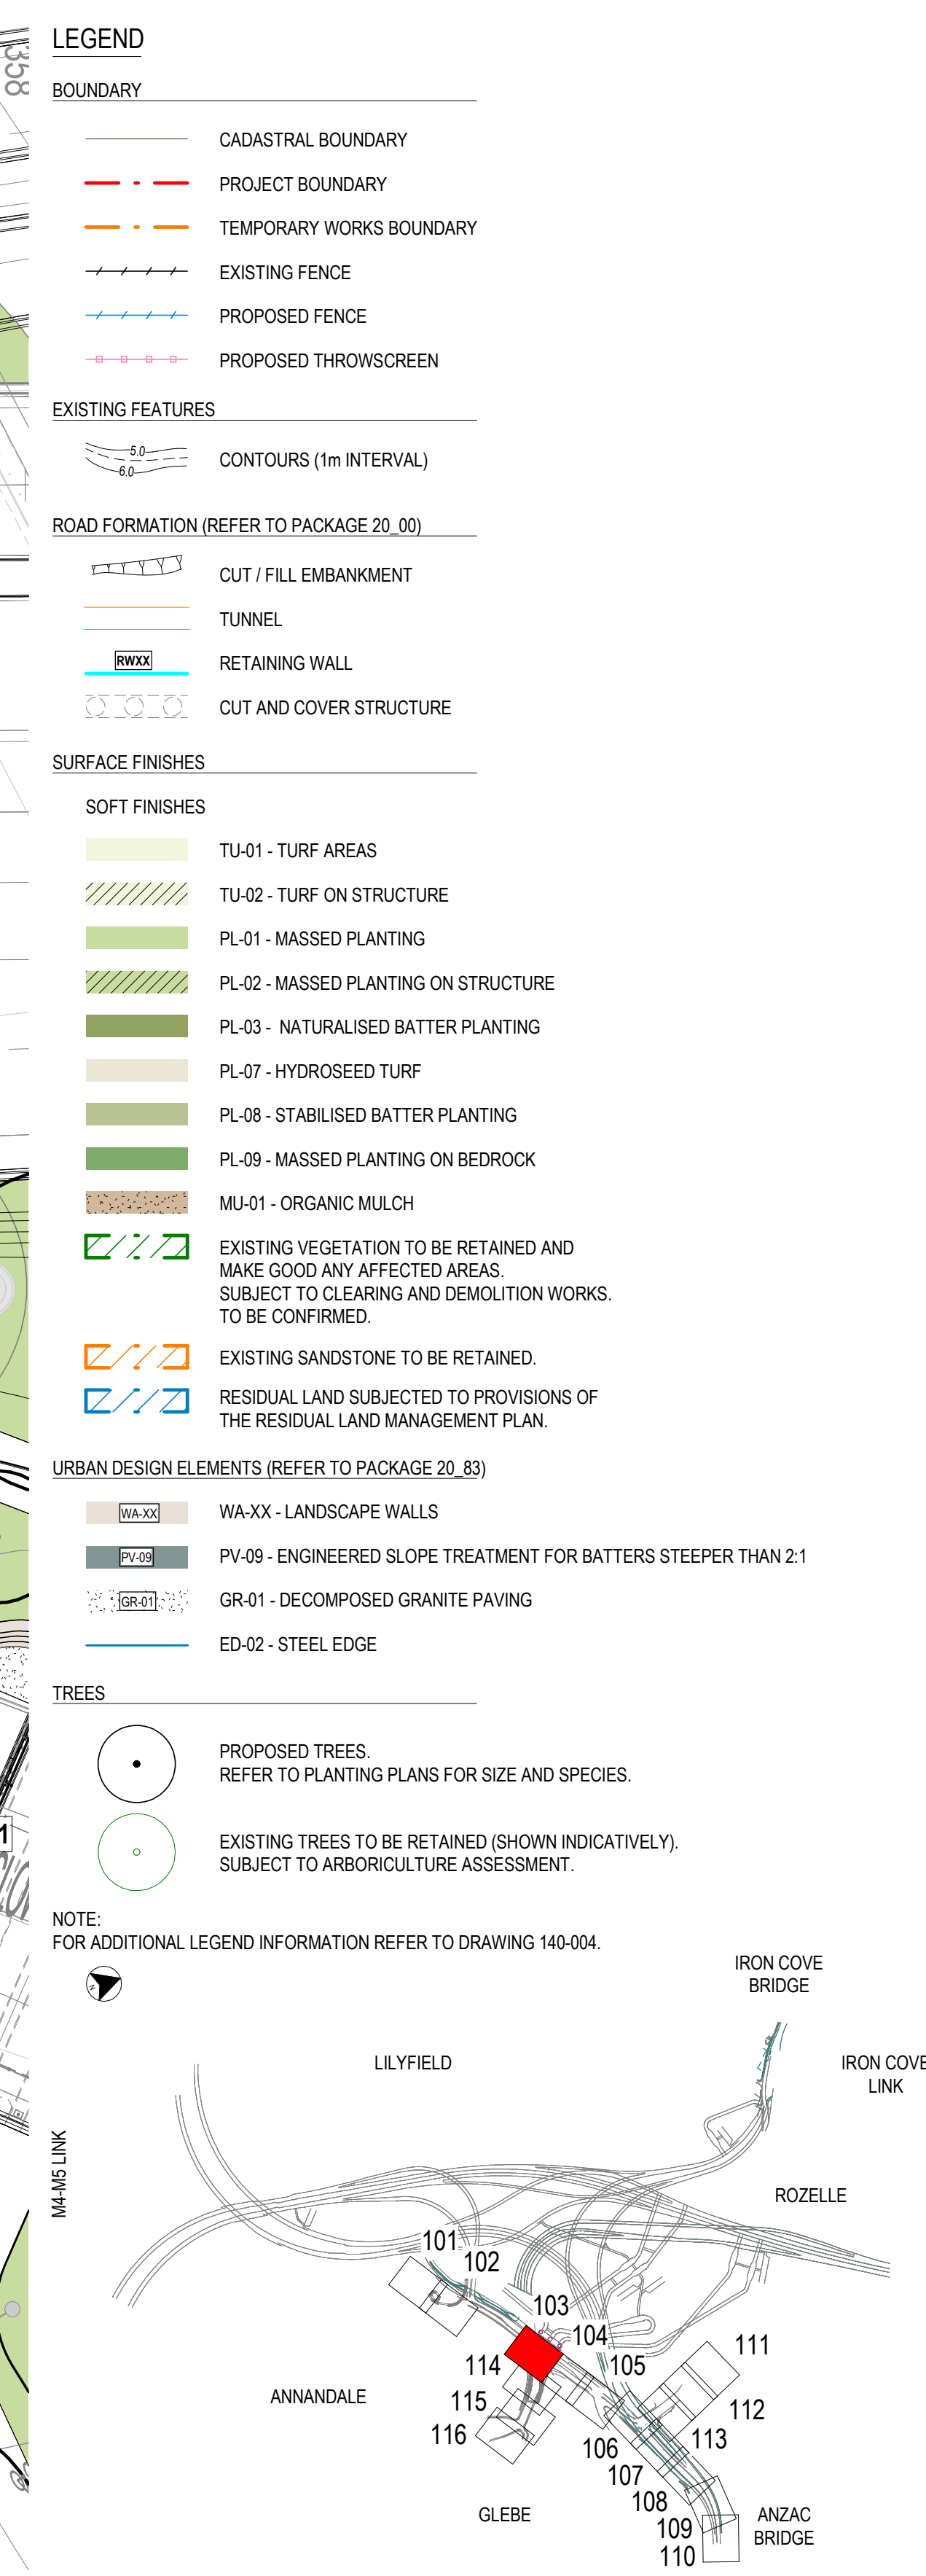 358
LEGEND
BOUNDARY
CADASTRAL BOUNDARY
PROJECT BOUNDARY
TEMPORARY WORKS BOUNDARY
EXISTING FENCE
PROPOSED FENCE
PROPOSED THROWSCREEN
EXISTING FEATURES
5.0
6.0
CONTOURS (1m INTERVAL)
ROAD FORMATION (REFER TO PACKAGE 20_00)
CUT / FILL EMBANKMENT
TUNNEL
RWXX
RETAINING WALL
CUT AND COVER STRUCTURE
SURFACE FINISHES
SOFT FINISHES
TU-01 - TURF AREAS
TU-02 - TURF ON STRUCTURE
PL-01 - MASSED PLANTING
PL-02 - MASSED PLANTING ON STRUCTURE
PL-03 - NATURALISED BATTER PLANTING
PL-07 - HYDROSEED TURF
PL-08 - STABILISED BATTER PLANTING
PL-09 - MASSED PLANTING ON BEDROCK
MU-01 - ORGANIC MULCH
EXISTING VEGETATION TO BE RETAINED AND
MAKE GOOD ANY AFFECTED AREAS.
SUBJECT TO CLEARING AND DEMOLITION WORKS.
TO BE CONFIRMED.
EXISTING SANDSTONE TO BE RETAINED.
RESIDUAL LAND SUBJECTED TO PROVISIONS OF
THE RESIDUAL LAND MANAGEMENT PLAN.
URBAN DESIGN ELEMENTS (REFER TO PACKAGE 20_83)
WA-XX
WA-XX - LANDSCAPE WALLS
PV-09
PV-09 - ENGINEERED SLOPE TREATMENT FOR BATTERS STEEPER THAN 2:1
GR-01
GR-01 - DECOMPOSED GRANITE PAVING
ED-02 - STEEL EDGE
TREES
PROPOSED TREES.
REFER TO PLANTING PLANS FOR SIZE AND SPECIES.
EXISTING TREES TO BE RETAINED (SHOWN INDICATIVELY).
SUBJECT TO ARBORICULTURE ASSESSMENT.
1
NOTE:
FOR ADDITIONAL LEGEND INFORMATION REFER TO DRAWING 140-004.
N
IRON COVE
BRIDGE
LILYFIELD
IRON COVE
LINK
M4-M5 LINK
ROZELLE
101
102
103
104
105
114
111
115
112
116
113
106
107
108
109
110
ANNANDALE
GLEBE
ANZAC
BRIDGE